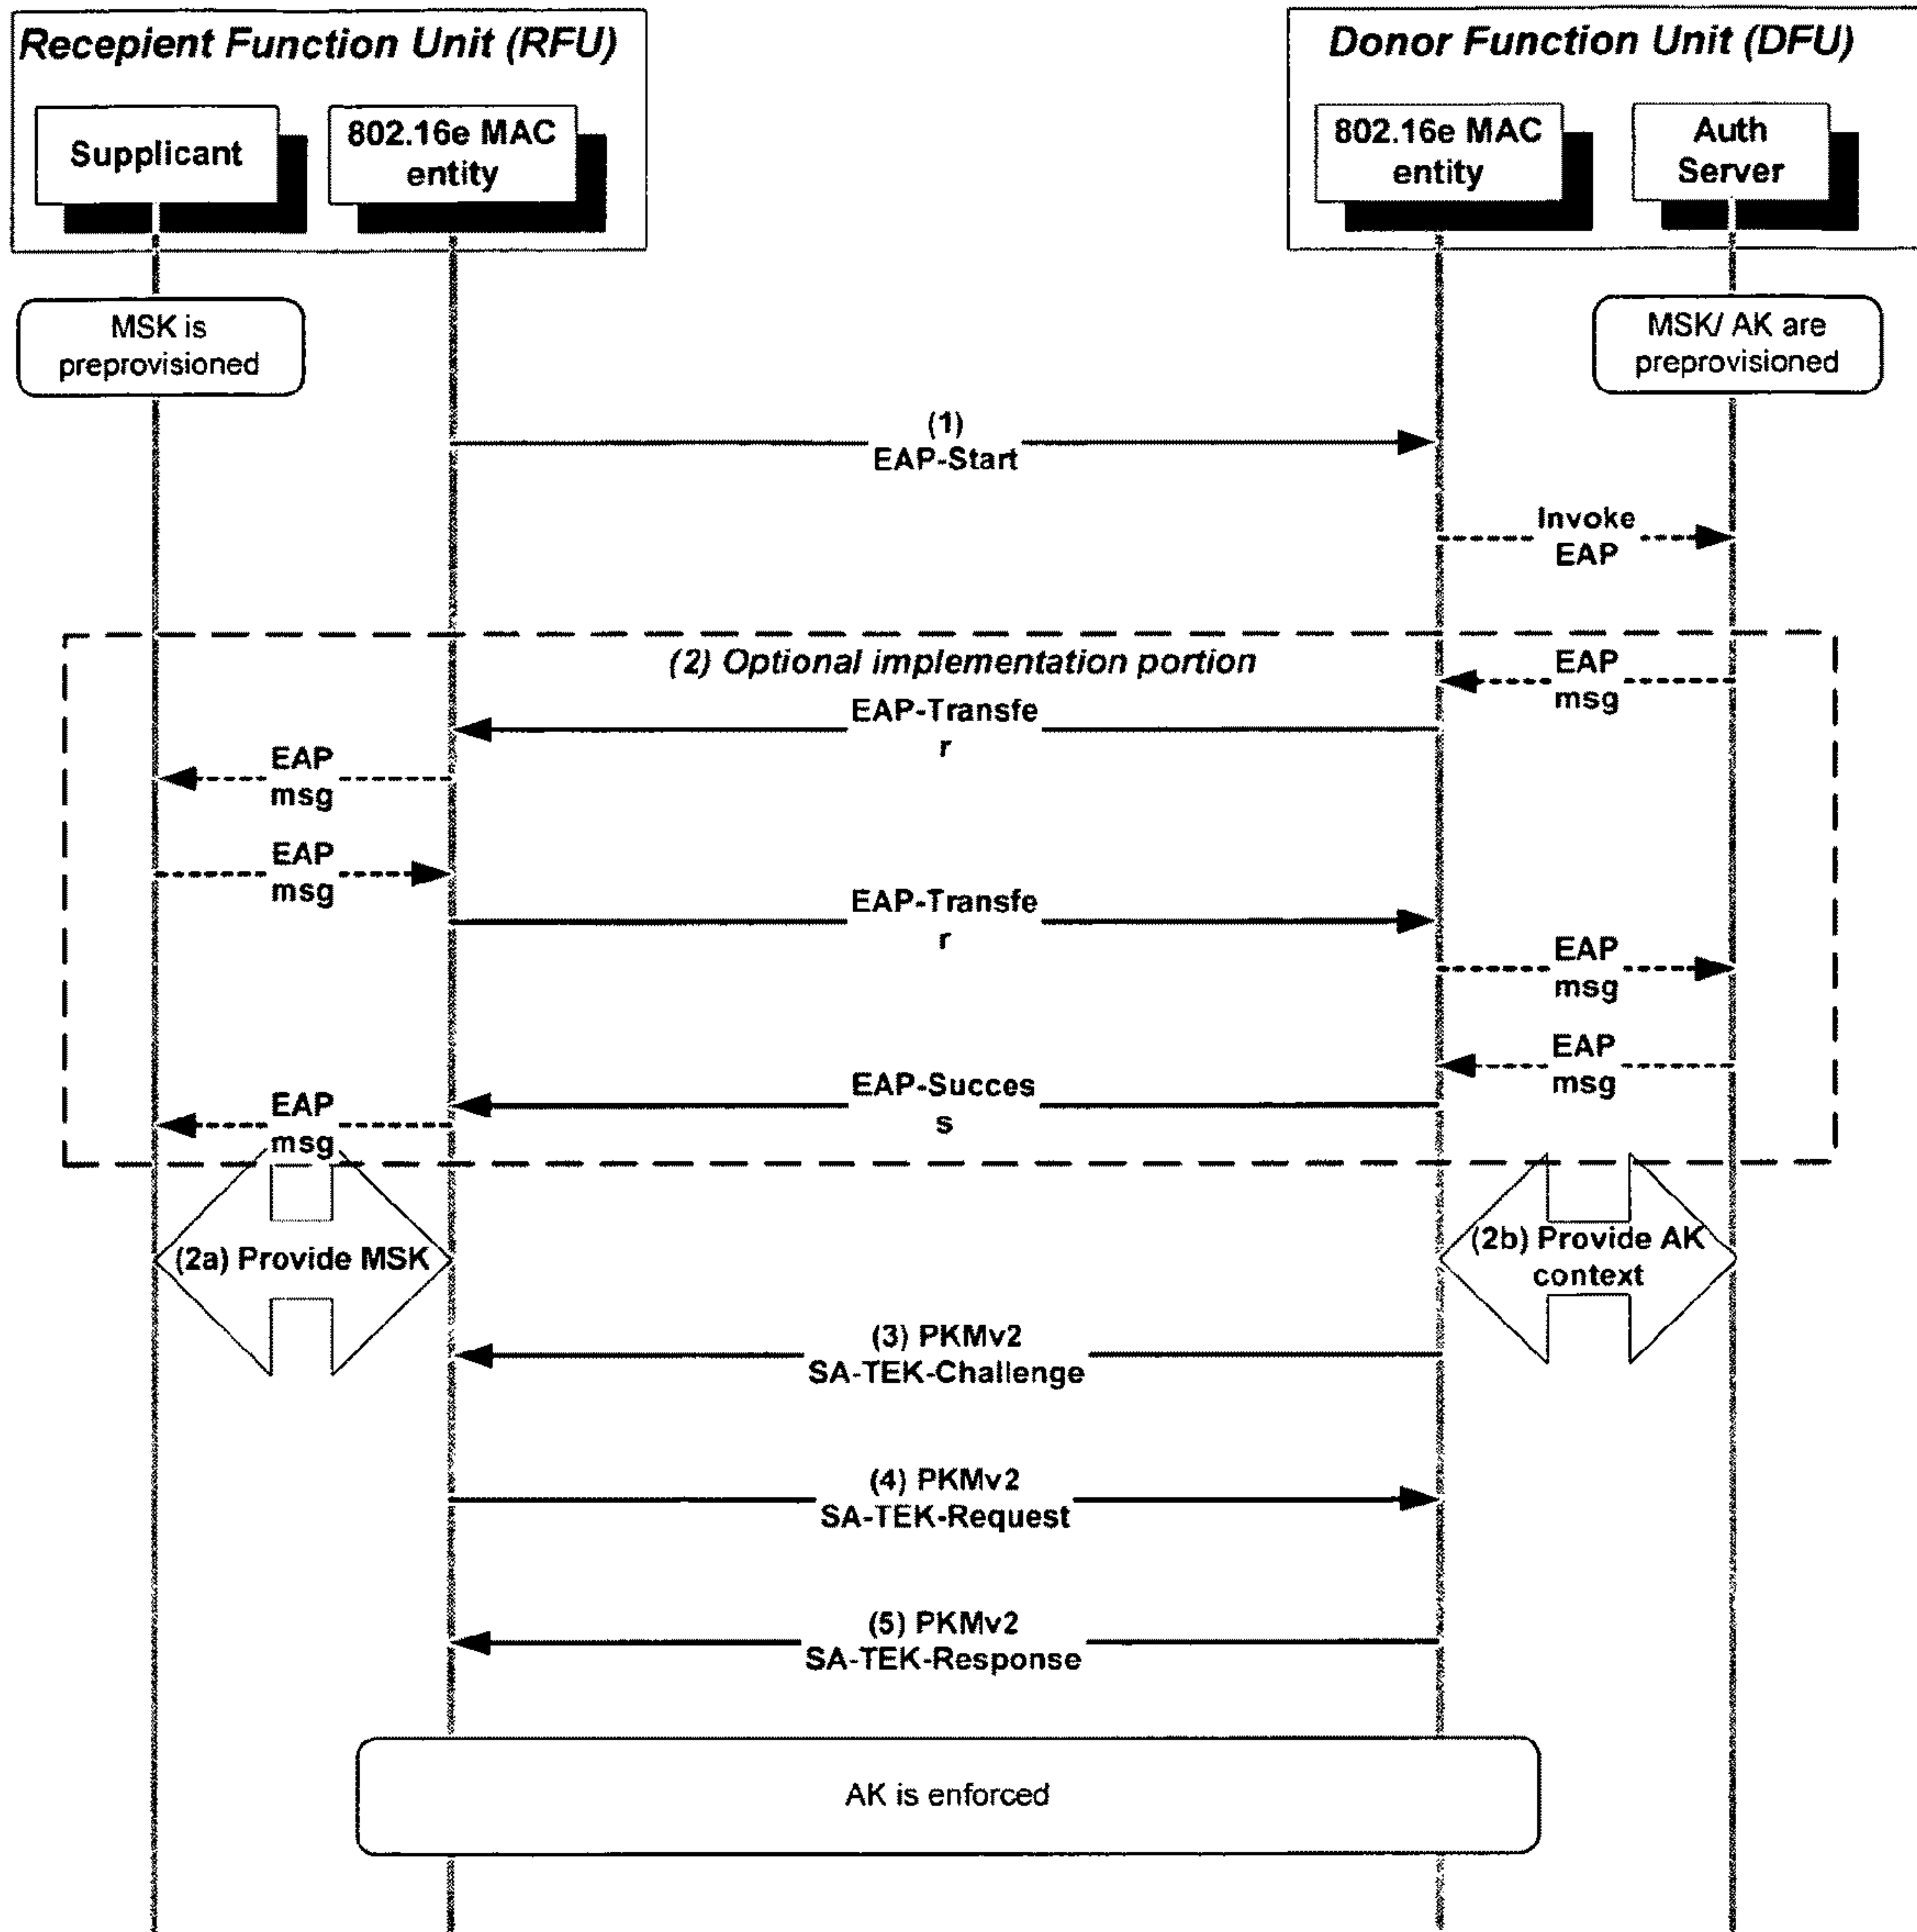 Recepient Function Unit (RFU)
Donor Function Unit (DFU)
Supplicant
802.16e MAC
entity
802.16e MAC
entity
Auth
Server
MSK is
preprovisioned
MSK/ AK are
preprovisioned
(1)
EAP-Start
Invoke
EAP
(2) Optional implementation portion
EAP
msg
EAP-Transfe
r
EAP
msg
EAP
msg
EAP-Transfe
r
EAP
msg
EAP
msg
EAP-Succes
s
EAP
msg
(2a) Provide MSK
(2b) Provide AK
context
(3) PKMv2
SA-TEK-Challenge
(4) PKMv2
SA-TEK-Request
(5) PKMv2
SA-TEK-Response
AK is enforced